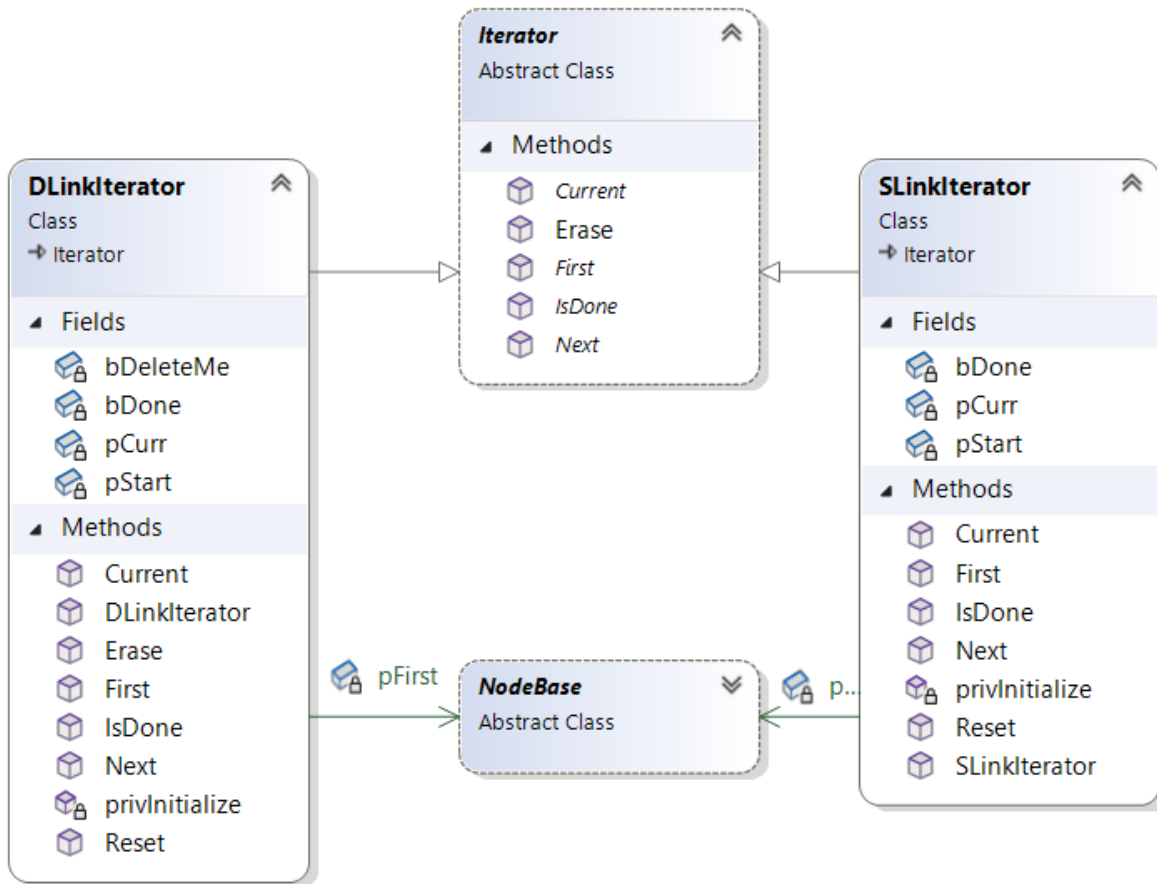 Iterator
Abstract Class
Methods
Current
Erase
First
IsDone
Next
DLinkIterator
Class
Iterator
Fields
bDeleteMe
bDone
pCurr
pStart
Methods
Current
DLinkIterator
Erase
First
IsDone
Next
privInitialize
Reset
SLinkIterator
Class
Iterator
Fields
bDone
pCurr
pStart
Methods
Current
First
IsDone
Next
privInitialize
Reset
SLinkIterator
pFirst
NodeBase
Abstract Class
p...